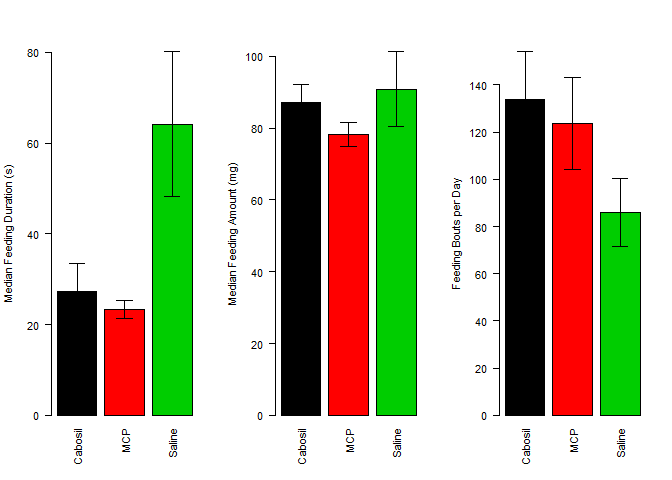 Median Feeding Duration (s)
80
60
40
20
0
Cabosil
MCP
Saline
Median Feeding Amount (mg)
100
80
60
40
20
0
Cabosil
MCP
Saline
Feeding Bouts per Day
140
120
100
80
60
40
20
0
Cabosil
MCP
Saline